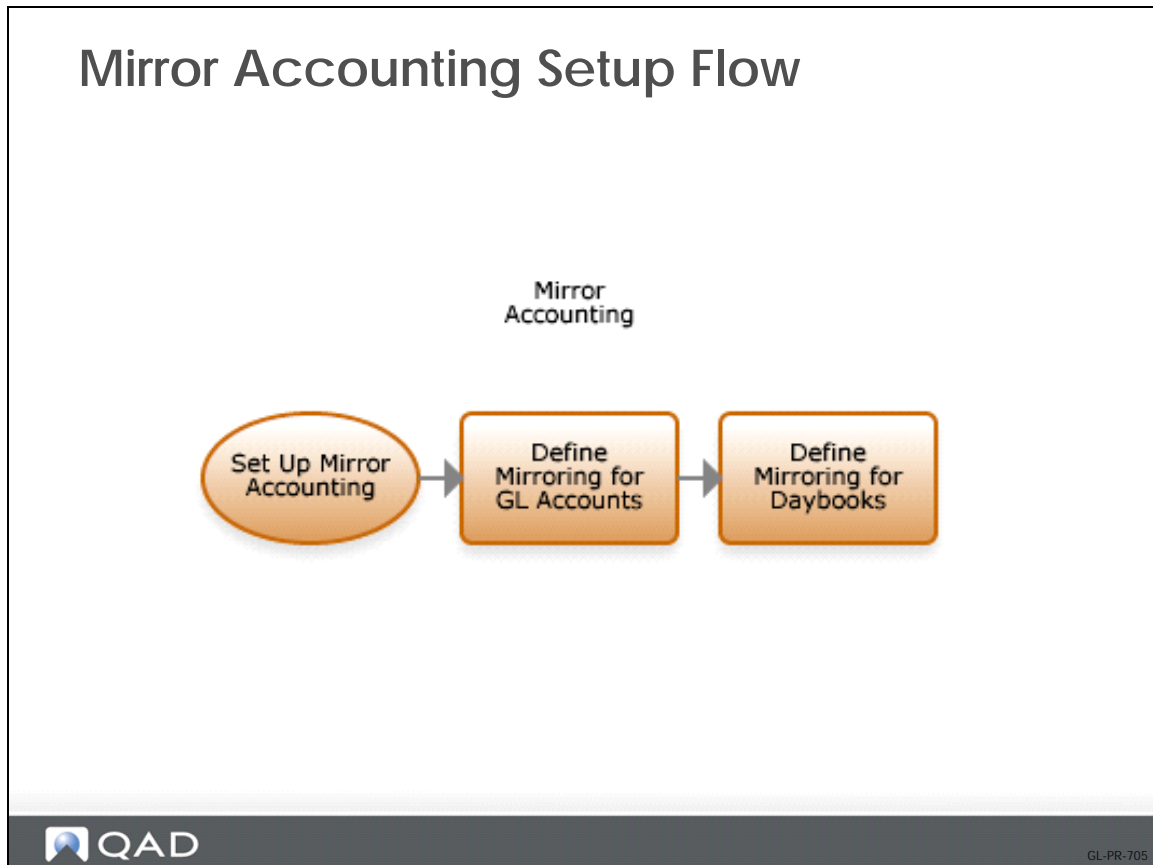 Mirror Accounting Setup Flow
Mirror
Accounting
Set Up Mirror
Accounting
Define
Mirroring for
GL Accounts
Define
Mirroring for
Daybooks
QAD
GL-PR-705